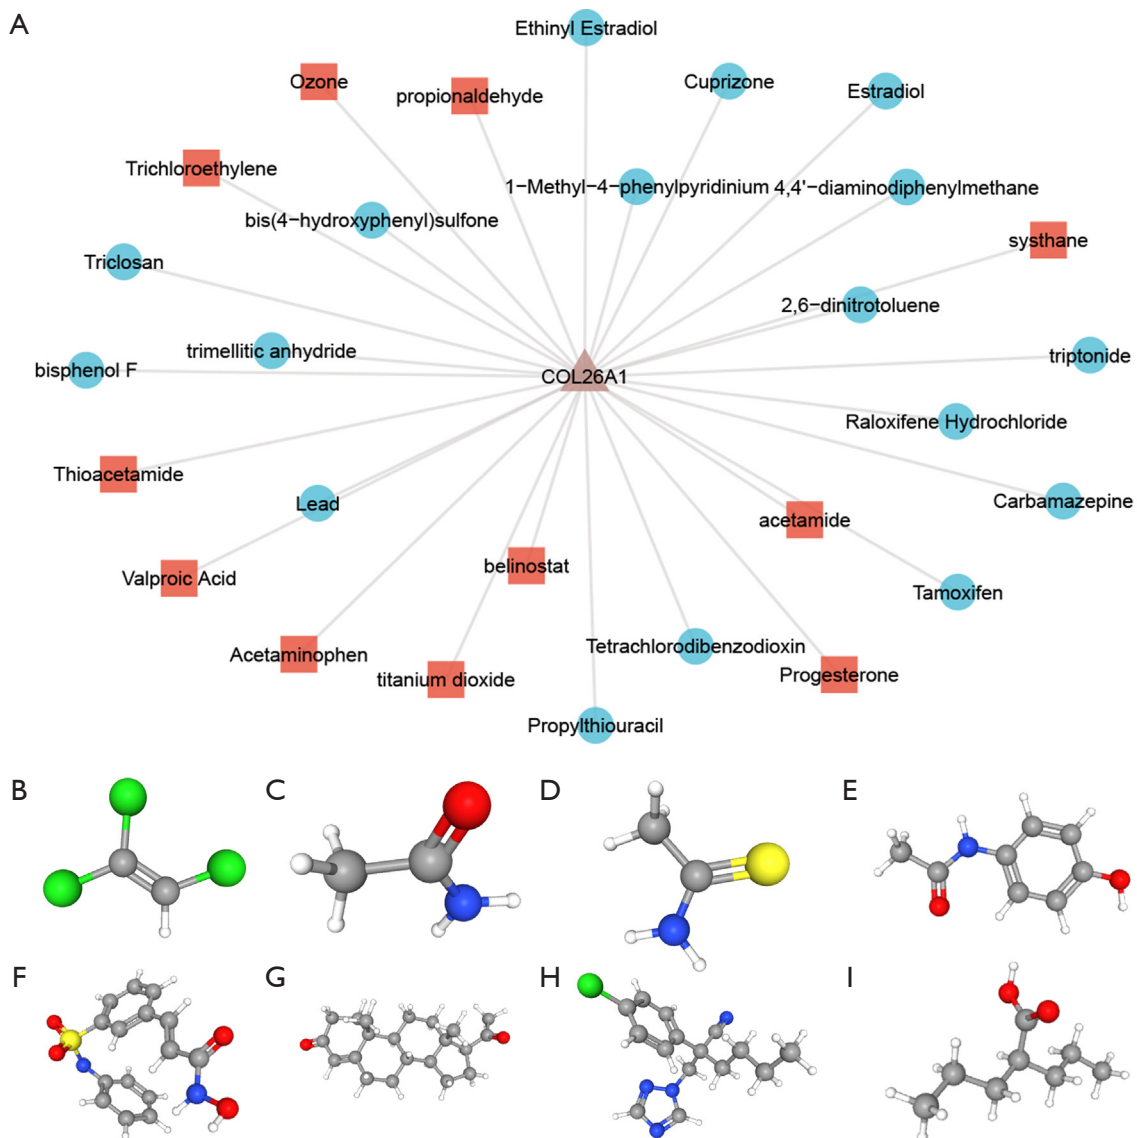 A
Ethinyl Estradiol
Ozone
propionaldehyde
Cuprizone
Estradiol
Trichloroethylene
1−Methyl−4−phenylpyridinium
4,4'−diaminodiphenylmethane
bis(4−hydroxyphenyl)sulfone
systhane
Triclosan
2,6−dinitrotoluene
trimellitic anhydride
triptonide
bisphenol F
COL26A1
Raloxifene Hydrochloride
Thioacetamide
Lead
Carbamazepine
acetamide
Valproic Acid
belinostat
Tamoxifen
Acetaminophen
Tetrachlorodibenzodioxin
titanium dioxide
Progesterone
Propylthiouracil
B
C
D
E
F
G
H
I